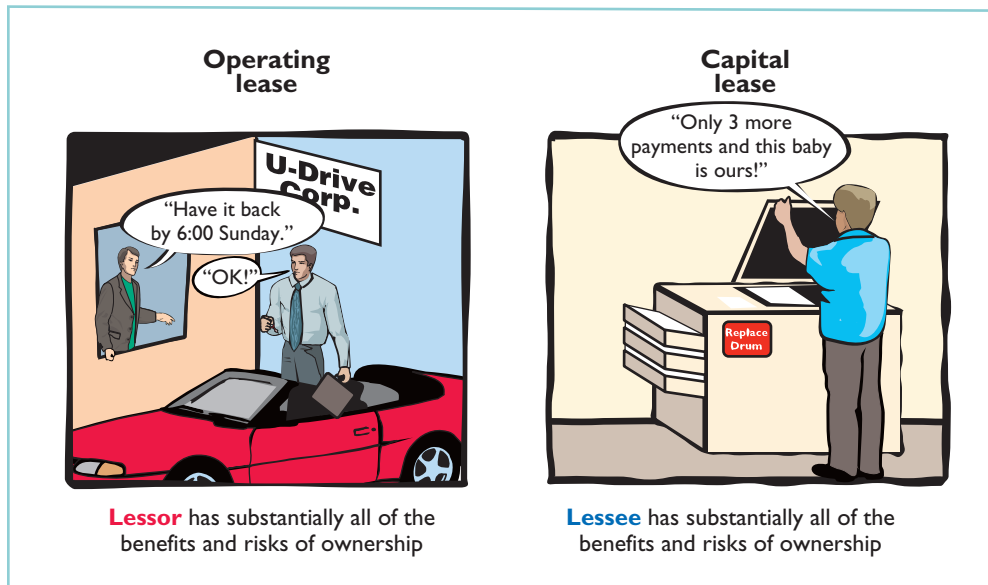 Operating
lease
U-Drive
Corp.
“Have it back
by 6:00 Sunday.”
“OK!”
Lessor has substantially all of the
benefits and risks of ownership
Capital
lease
“Only 3 more
payments and this baby
is ours!”
Replace
Drum
Lessee has substantially all of the
benefits and risks of ownership